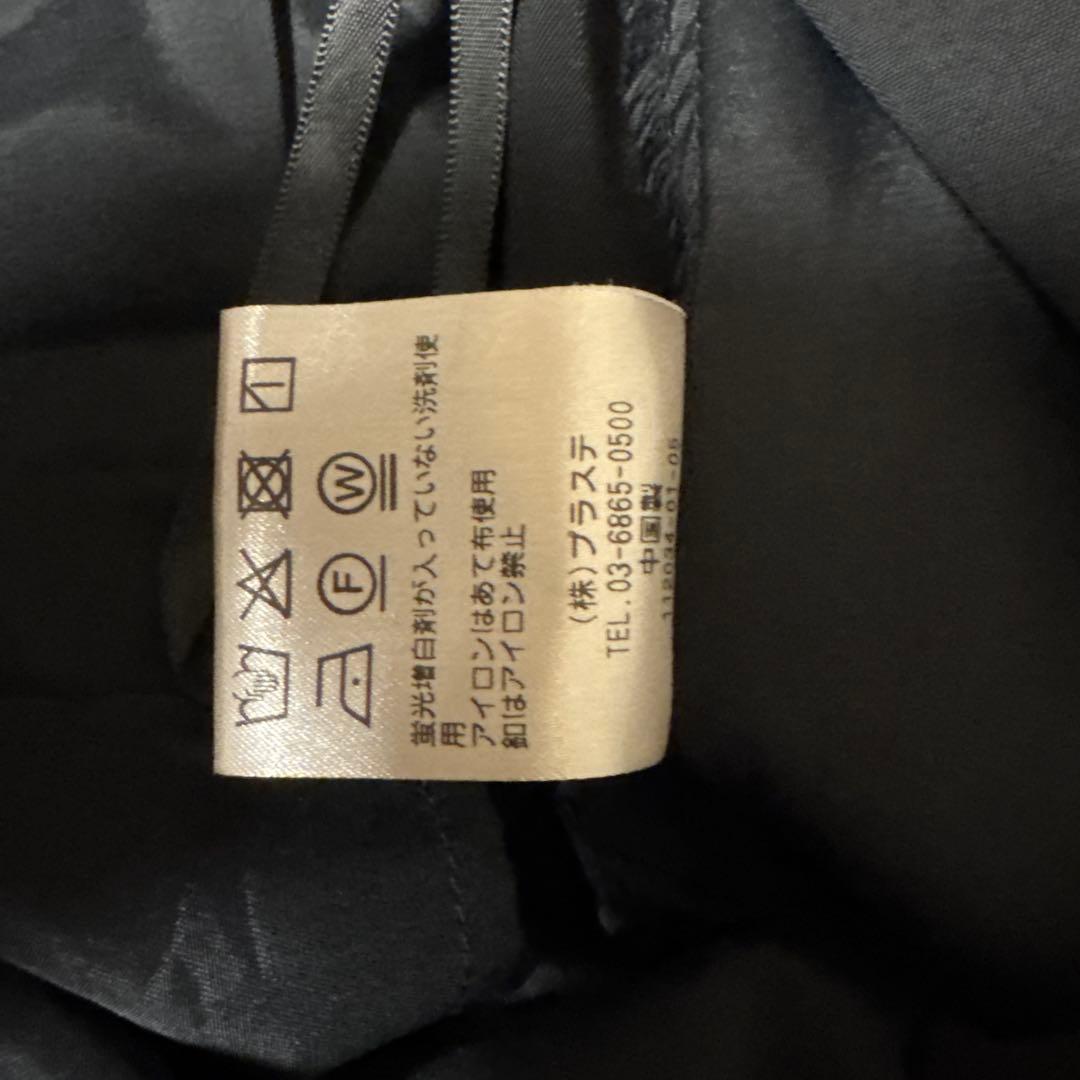 F W
蛍光増白剤が入っていない洗剤使
用
アイロンはあて布使用
釦はアイロン禁止
(株)プラステ
TEL.03-6865-0500
中国製